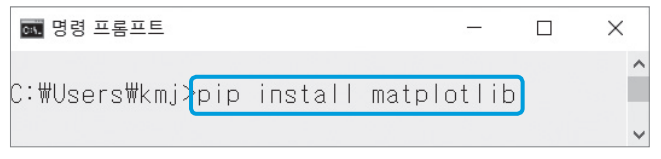 명령 프롬프트
C:₩Users₩kmj>pip install matplotlib